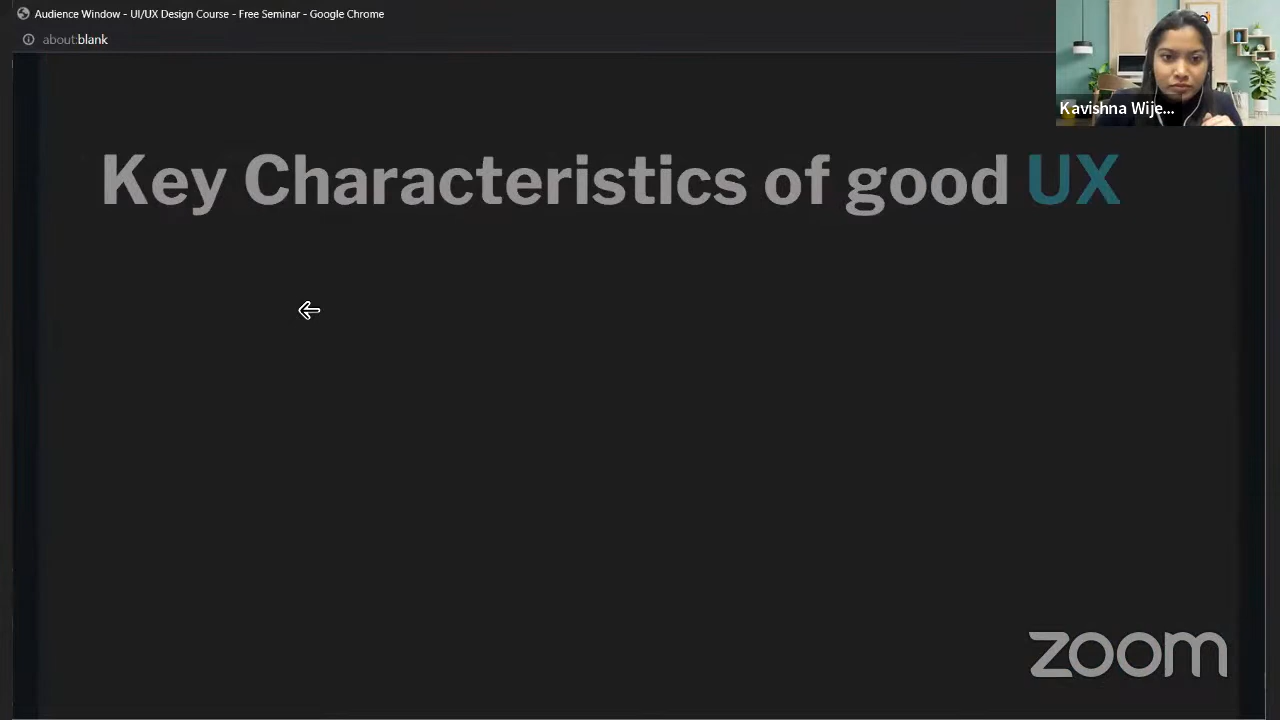 Audience Window - UI/UX Design Course - Free Seminar - Google Chrome
about:blank
Kavishna Wije...
Key Characteristics of good UX
zoom